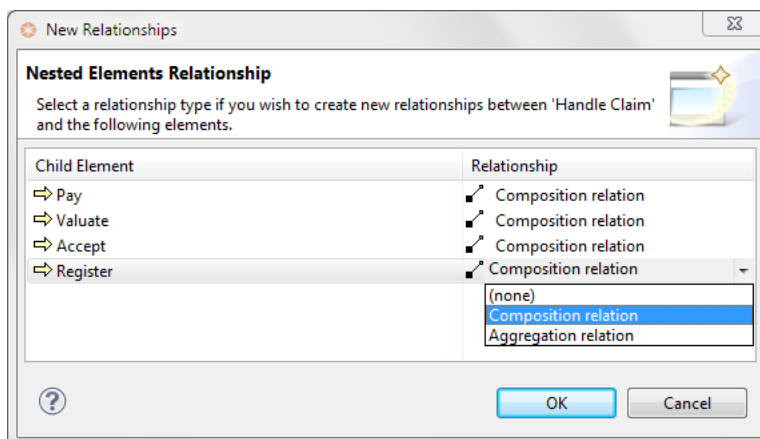 New Relationships
Nested Elements Relationship
Select a relationship type if you wish to create new relationships between 'Handle Claim'
and the following elements.
Child Element Relationship
Pay Composition relation
Valuate Composition relation
Accept Composition relation
Register Composition relation
(none)
Composition relation
Aggregation relation
? OK Cancel